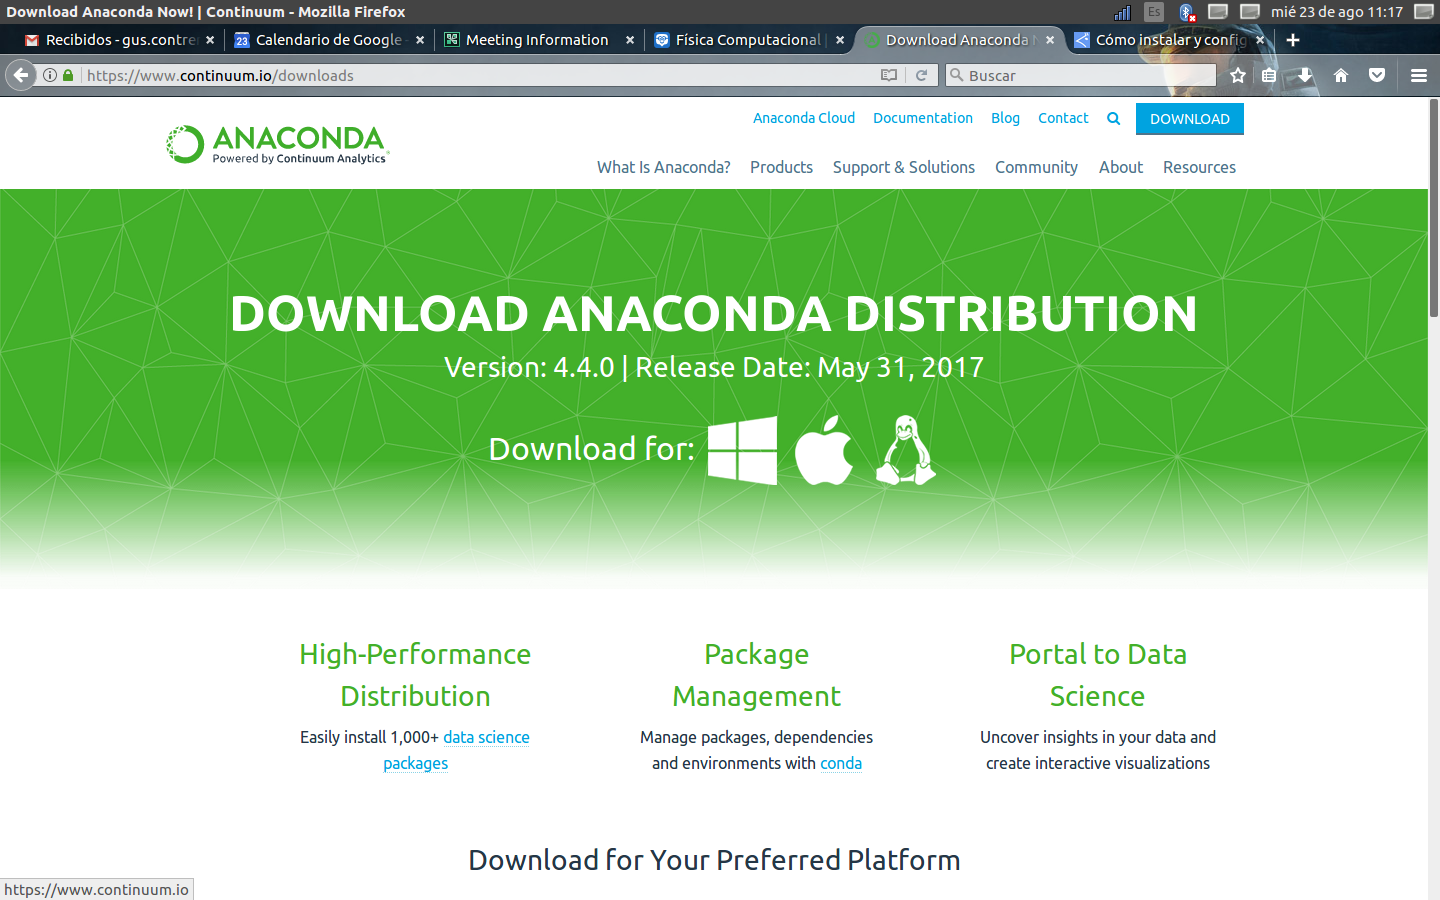 Download Anaconda Now! | Continuum - Mozilla Firefox
Es
mié 23 de ago 11:17
Recibidos - gus.contre
23
Calendario de Google -
Meeting Information
Física Computacional |
Download Anaconda N
Cómo instalar y config
https://www.continuum.io/downloads
Buscar
ANACONDA
Powered by Continuum Analytics
Anaconda Cloud
Documentation
Blog
Contact
DOWNLOAD
What Is Anaconda?
Products
Support & Solutions
Community
About
Resources
DOWNLOAD ANACONDA DISTRIBUTION
Version: 4.4.0 | Release Date: May 31, 2017
Download for:
High-Performance
Distribution
Easily install 1,000+ data science
packages
Package
Management
Manage packages, dependencies
and environments with conda
Portal to Data
Science
Uncover insights in your data and
create interactive visualizations
Download for Your Preferred Platform
https://www.continuum.io